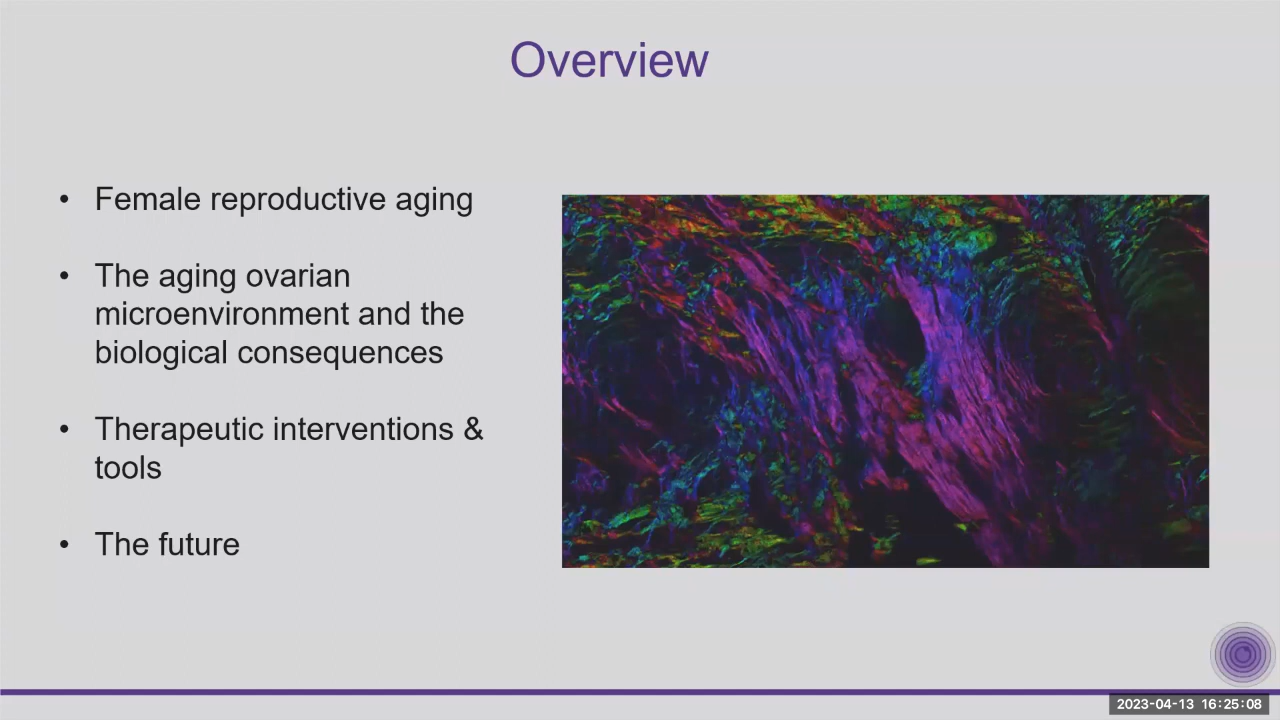 Overview
• Female reproductive aging
• The aging ovarian
microenvironment and the
biological consequences
• Therapeutic interventions &
tools
• The future
2023-04-13 16:25:08